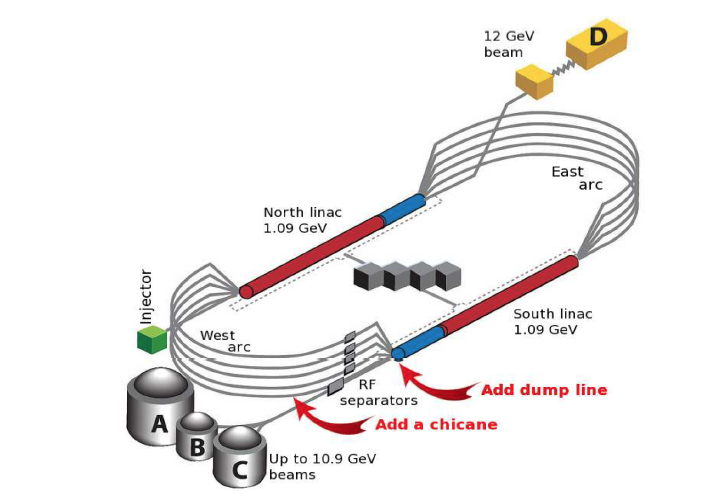 12 GeV
beam
D
East
arc
North linac
1.09 GeV
Injector
South linac
1.09 GeV
West
arc
RF
separators
Add dump line
A
Add a chicane
B
C
Up to 10.9 GeV
beams